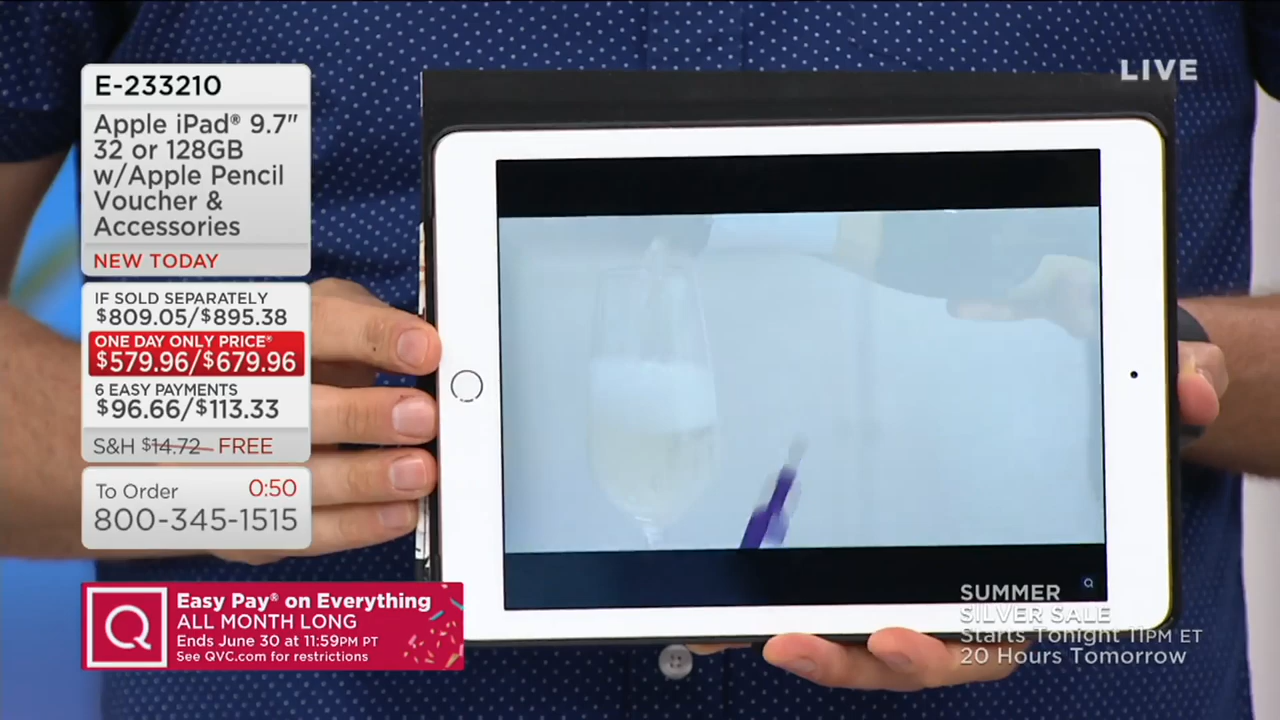 E-233210
Apple iPad® 9.7"
32 or 128GB
w/Apple Pencil
Voucher &
Accessories
NEW TODAY
IF SOLD SEPARATELY
$809.05/$895.38
ONE DAY ONLY PRICE®
$579.96/$679.96
6 EASY PAYMENTS
$96.66/$113.33
S&H $14.72 FREE
To Order 0:50
800-345-1515
Q
Easy Pay® on Everything
ALL MONTH LONG
Ends June 30 at 11:59PM PT
See QVC.com for restrictions
LIVE
SUMMER
SILVER SALE
Starts Tonight 11PM ET
20 Hours Tomorrow